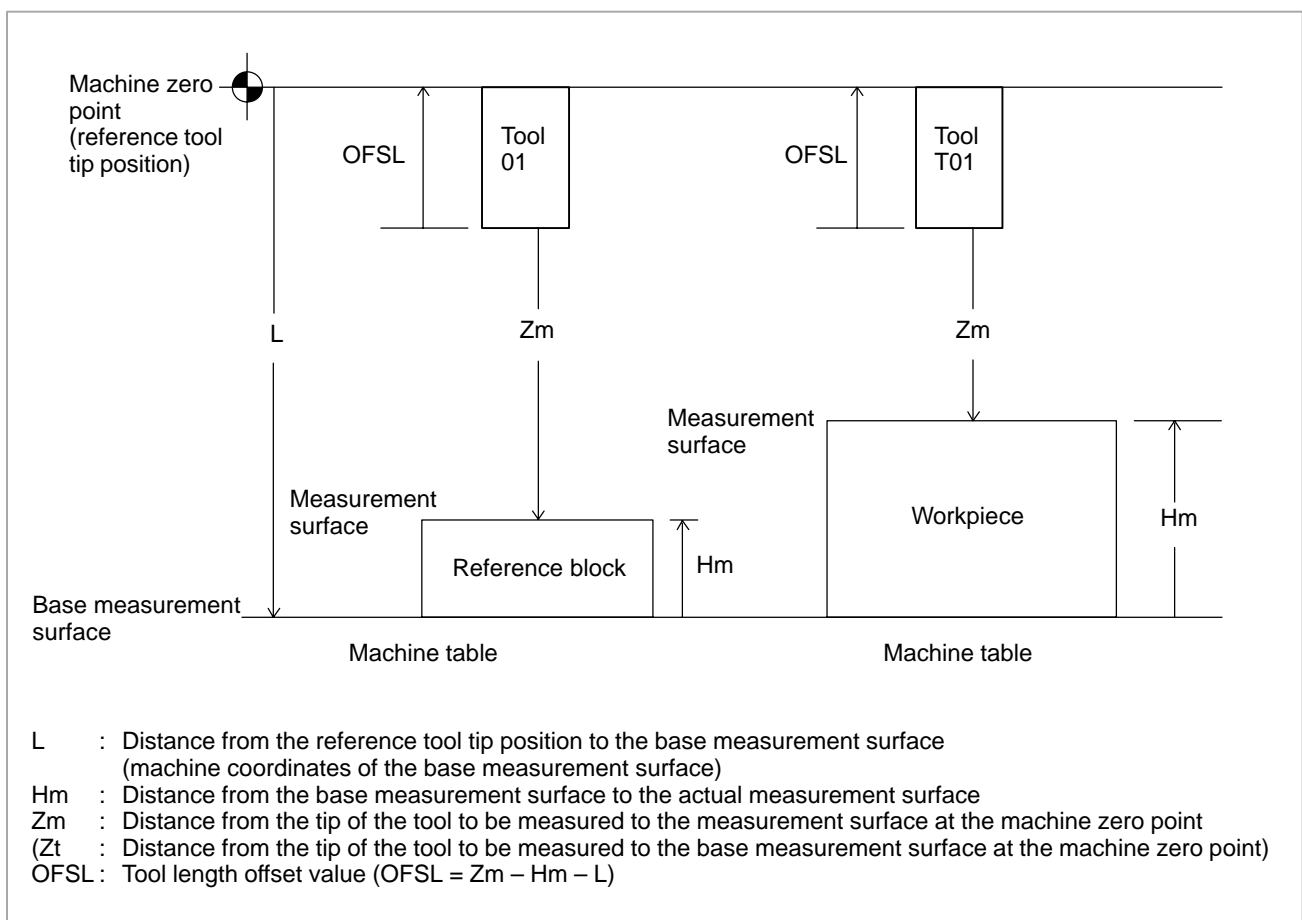 Machine zero
point
(reference tool
tip position)
OFSL
Tool
01
OFSL
Tool
T01
L
Zm
Zm
Measurement
surface
Measurement
surface
Workpiece
Hm
Reference block
Hm
Base measurement
surface
Machine table
Machine table
L : Distance from the reference tool tip position to the base measurement surface
(machine coordinates of the base measurement surface)
Hm : Distance from the base measurement surface to the actual measurement surface
Zm : Distance from the tip of the tool to be measured to the measurement surface at the machine zero point
(Zt : Distance from the tip of the tool to be measured to the base measurement surface at the machine zero point)
OFSL : Tool length offset value (OFSL = Zm – Hm – L)